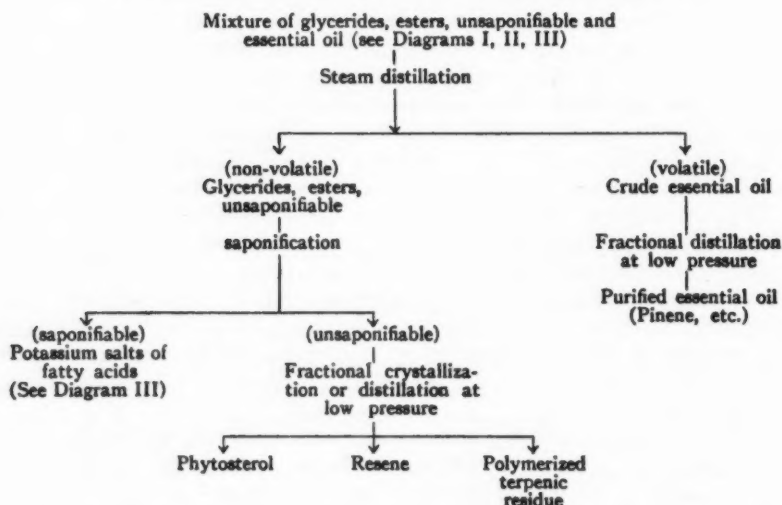 Mixture of glycerides, esters, unsaponifiable and
essential oil (see Diagrams I, II, III)
Steam distillation
(non-volatile)
Glycerides, esters,
unsaponifiable
saponification
(volatile)
Crude essential oil
Fractional distillation
at low pressure
Purified essential oil
(Pinene, etc.)
(saponifiable)
Potassium salts of
fatty acids
(See Diagram III)
(unsaponifiable)
Fractional crystalliza-
tion or distillation at
low pressure
Phytosterol
Resene
Polymerized
terpenic
residue